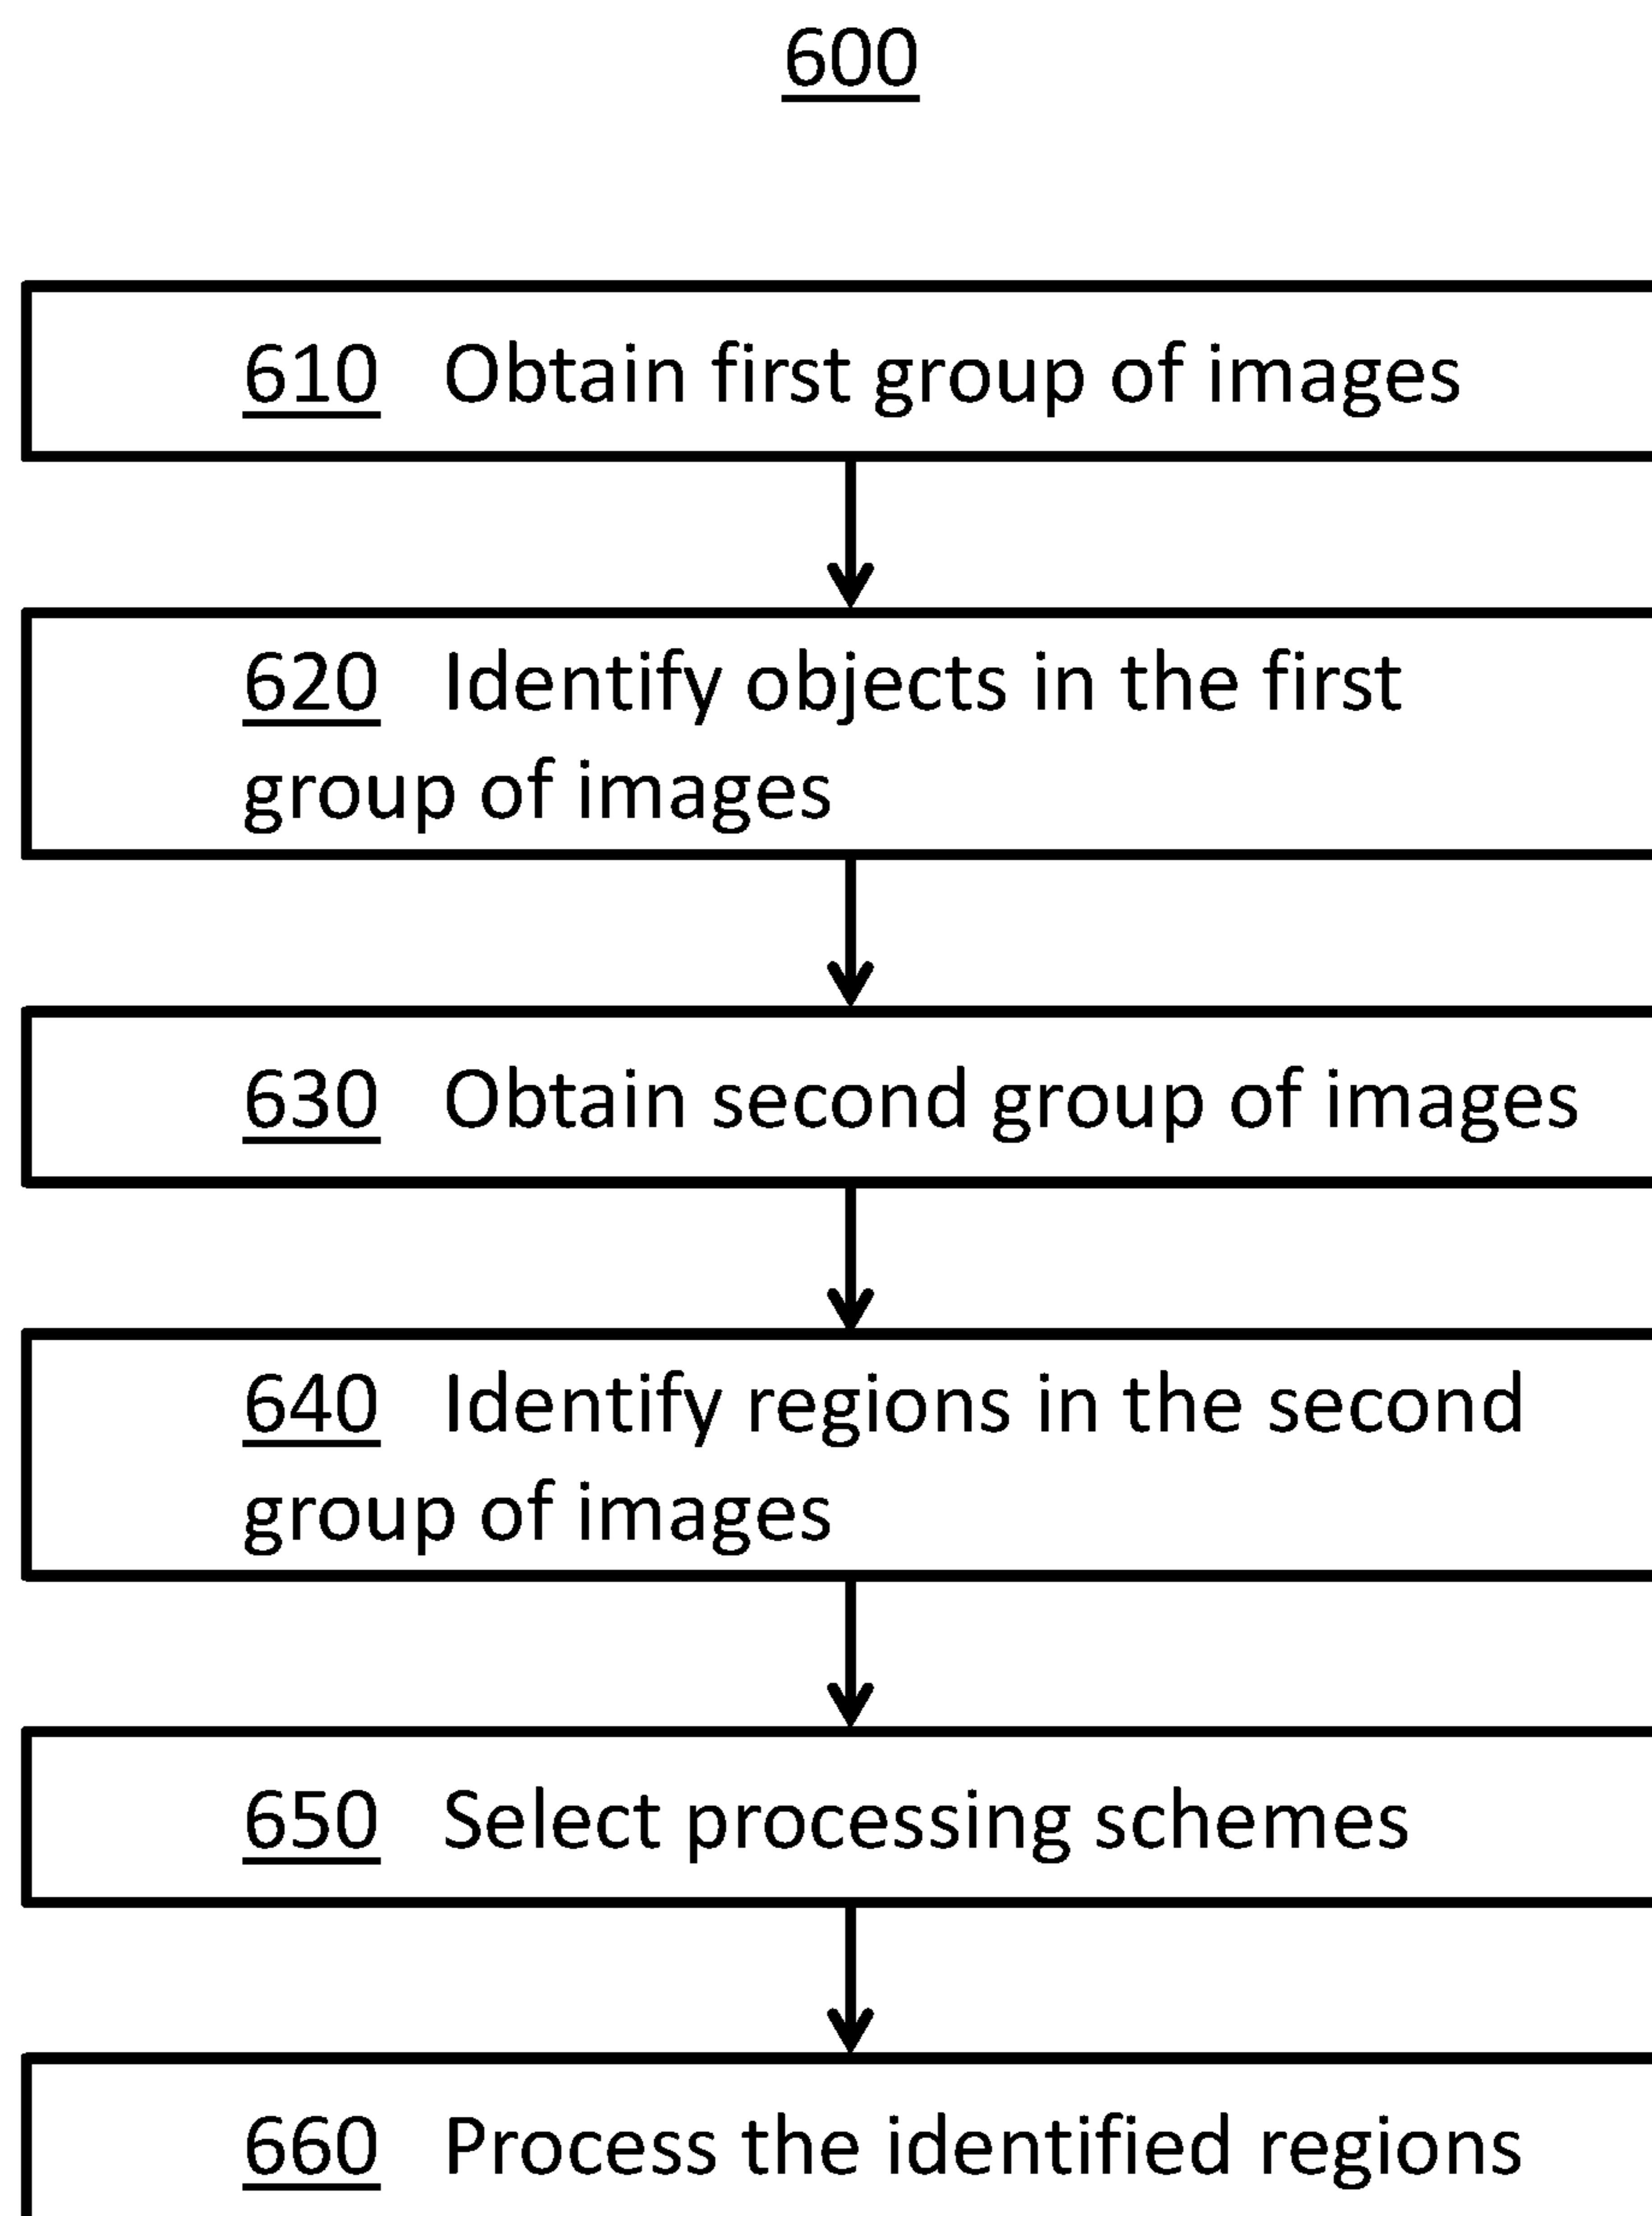 600
610 Obtain first group of images
620 Identify objects in the first
group of images
630 Obtain second group of images
640 Identify regions in the second
group of images
650 Select processing schemes
660 Process the identified regions